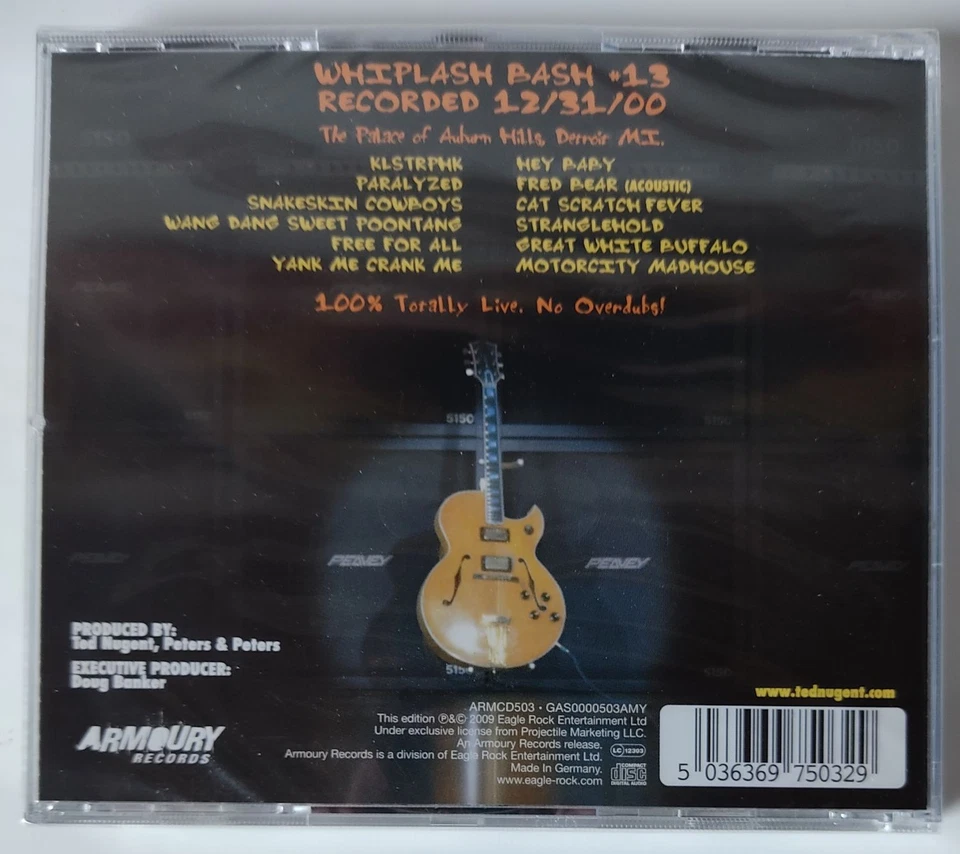 WHIPLASH BASH #13
RECORDED 12/31/00
The Palace of Auburn Hills, Detroit MI.
KLSTRPHK
PARALYZED
SNAKESKIN COWBOYS
WANG DANG SWEET POONTANG
FREE FOR ALL
YANK ME CRANK ME
HEY BABY
FRED BEAR (ACOUSTIC)
CAT SCRATCH FEVER
STRANGLEHOLD
GREAT WHITE BUFFALO
MOTORCITY MADHOUSE
100% Totally Live. No Overdubs!
5150
5150
PEAVEY
PEAVEY
515
PRODUCED BY:
Ted Nugent, Peters & Peters
EXECUTIVE PRODUCER:
Doug Banker
ARMOURY
RECORDS
ARMCD503 • GAS0000503AMY
This edition ℗&© 2009 Eagle Rock Entertainment Ltd
Under exclusive license from Projectile Marketing LLC.
An Armoury Records release.
Armoury Records is a division of Eagle Rock Entertainment Ltd.
Made In Germany.
www.eagle-rock.com
LC 12303
COMPACT
disc
DIGITAL AUDIO
www.tednugent.com
5 036369 750329